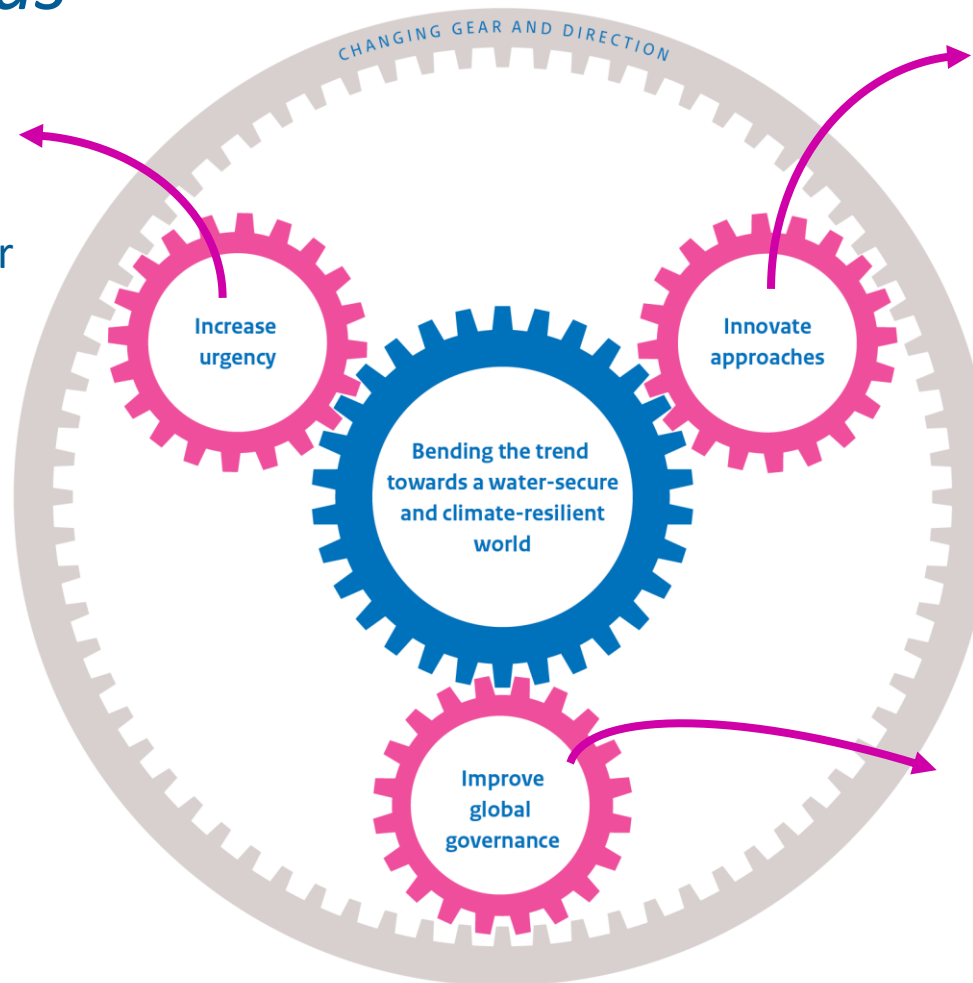 CHANGING GEAR AND DIRECTION
r
Increase
urgency
Innovate
approaches
Bending the trend
towards a water-secure
and climate-resilient
world
Improve
global
governance